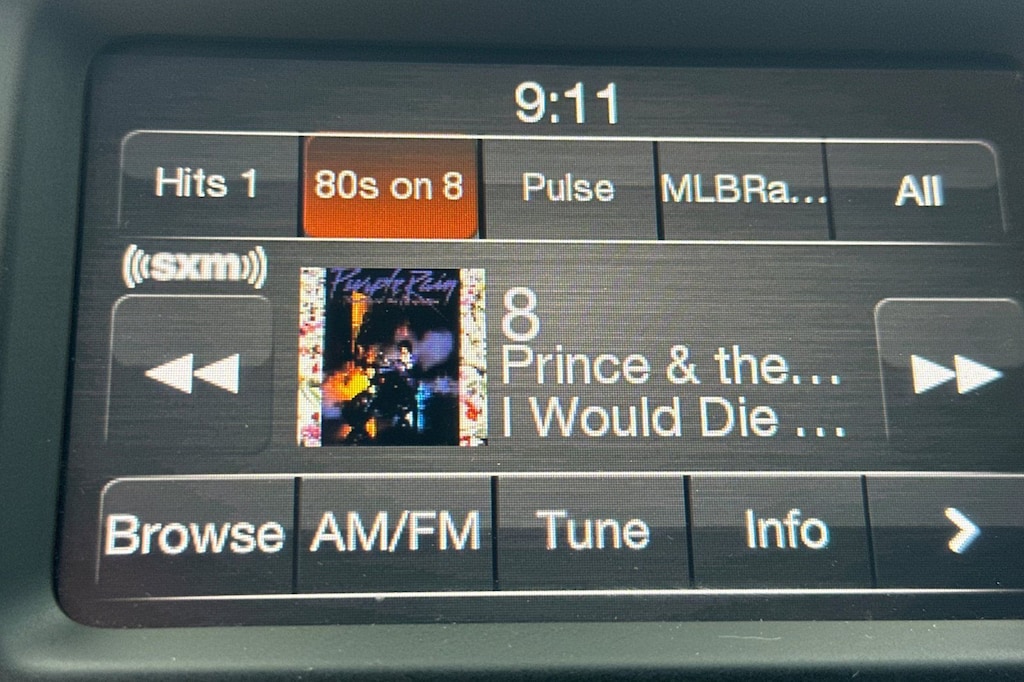 9:11
Hits 1
80s on 8
Pulse
MLBRa...
All
sxm
Purple Rain
8
Prince & the...
I Would Die ...
Browse
AM/FM
Tune
Info